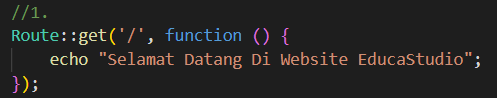 //1.
Route::get('/', function () {
    echo "Selamat Datang Di Website EducaStudio";
});